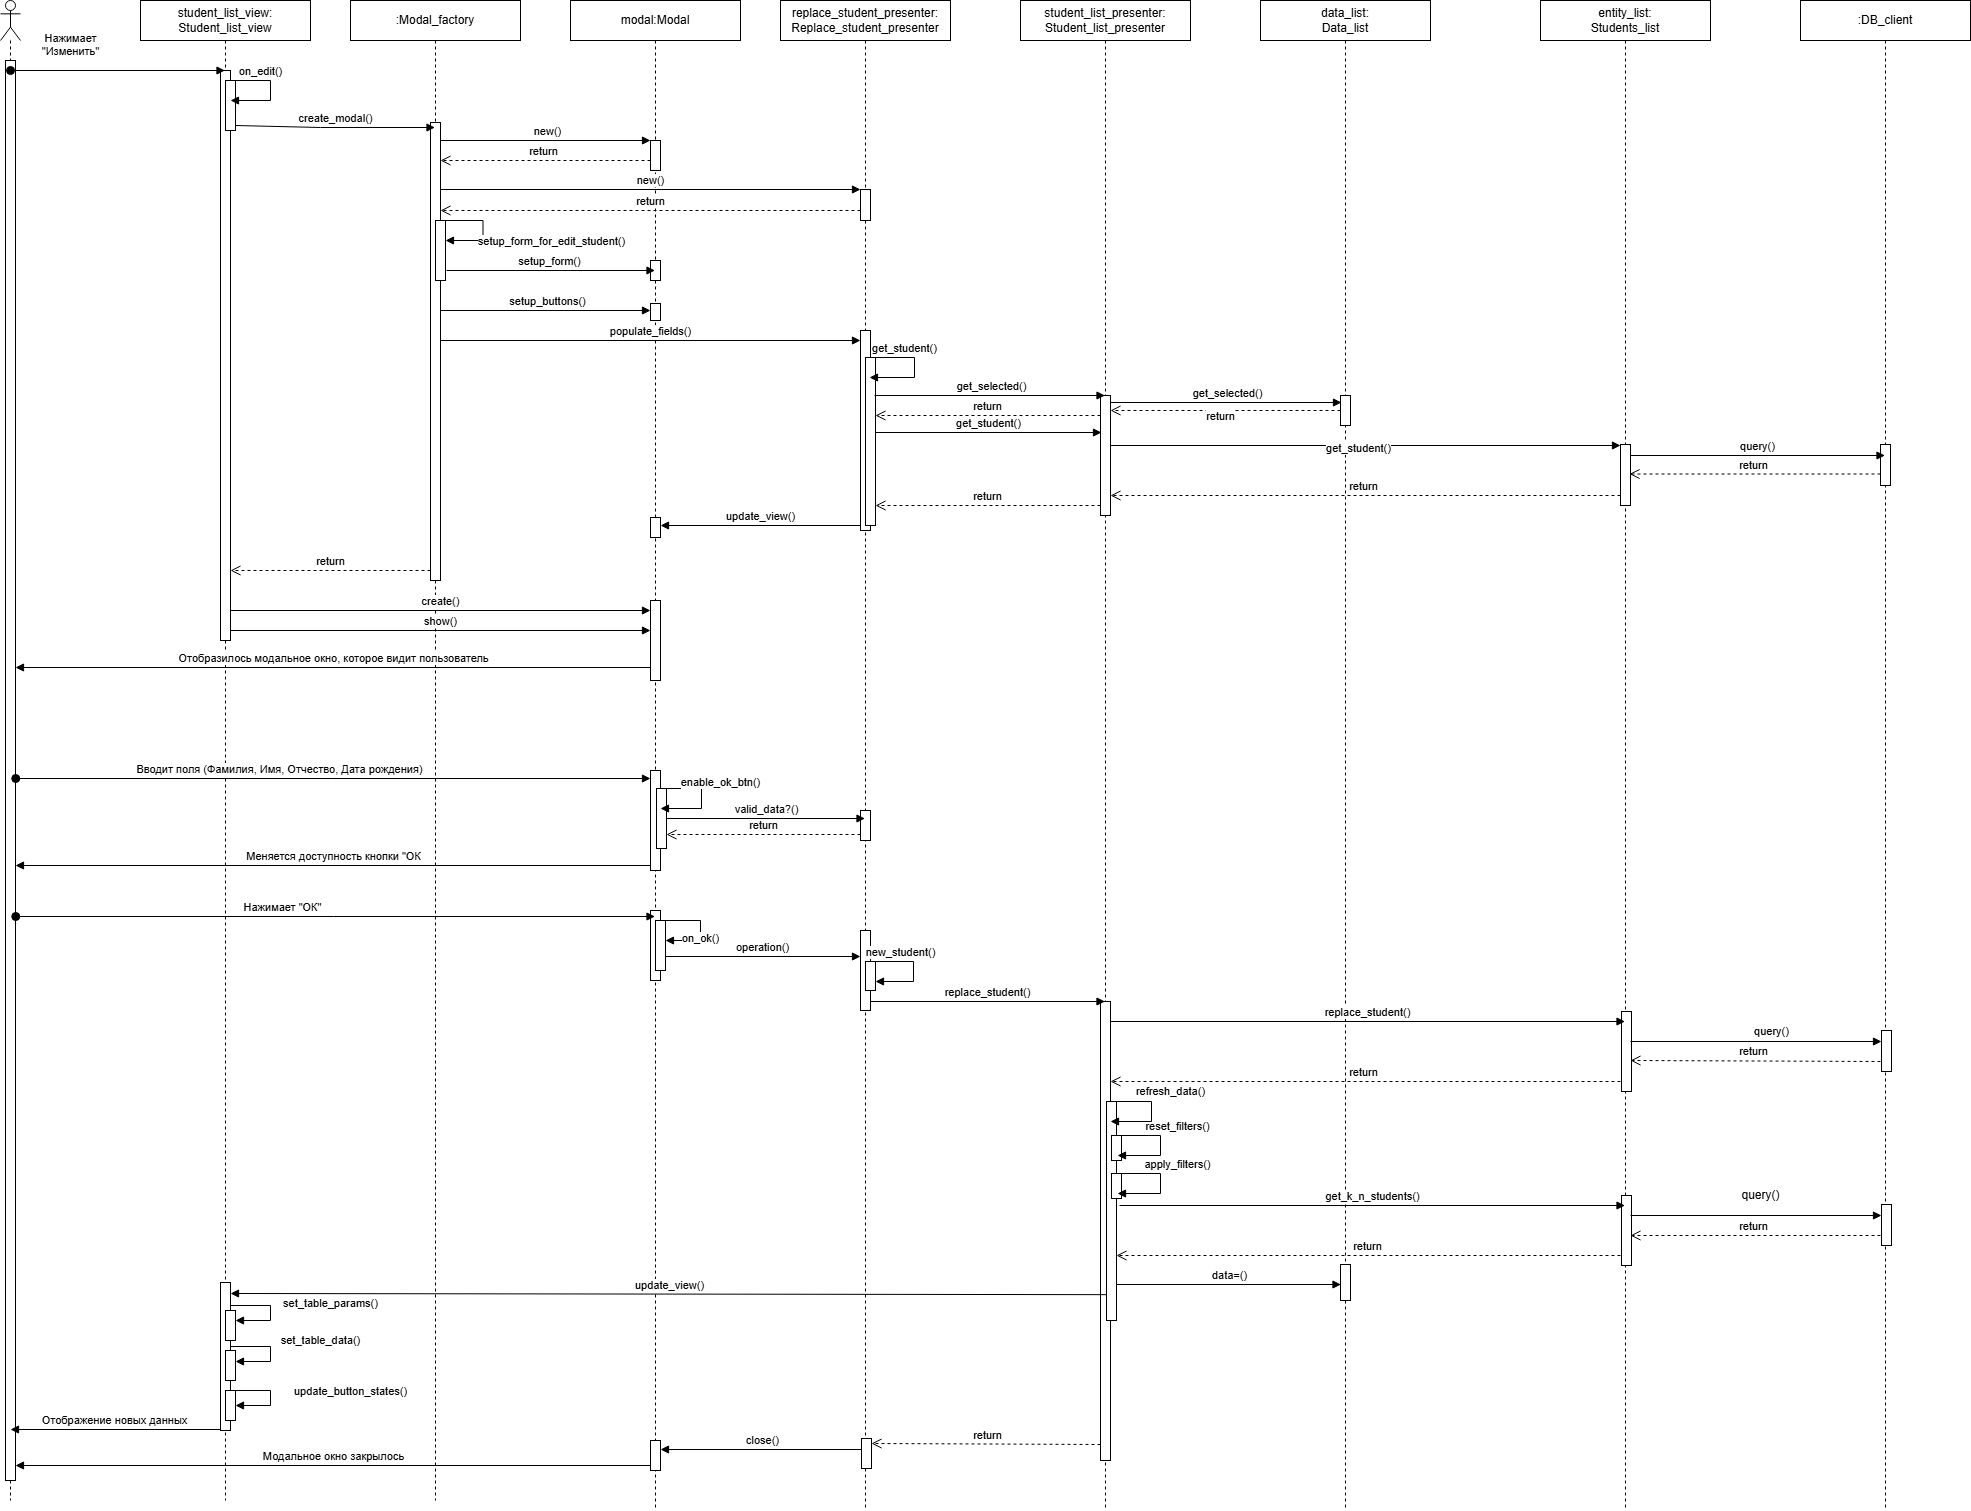 student_list_view:
Student_list_view
:Modal_factory
modal:Modal
replace_student_presenter:
Replace_student_presenter
student_list_presenter:
Student_list_presenter
data_list:
Data_list
entity_list:
Students_list
:DB_client
Нажимает
"Изменить"
on_edit()
create_modal()
new()
return
new()
return
setup_form_for_edit_student()
setup_form()
setup_buttons()
populate_fields()
get_student()
get_selected()
get_selected()
return
return
get_student()
get_student()
query()
return
return
return
update_view()
return
create()
show()
Отобразилось модальное окно, которое видит пользователь
Вводит поля (Фамилия, Имя, Отчество, Дата рождения)
enable_ok_btn()
valid_data?()
return
Меняется доступность кнопки "ОК
Нажимает "ОК"
on_ok()
operation()
new_student()
replace_student()
replace_student()
query()
return
return
refresh_data()
reset_filters()
apply_filters()
get_k_n_students()
query()
return
return
data=()
update_view()
set_table_params()
set_table_data()
update_button_states()
Отображение новых данных
return
close()
Модальное окно закрылось